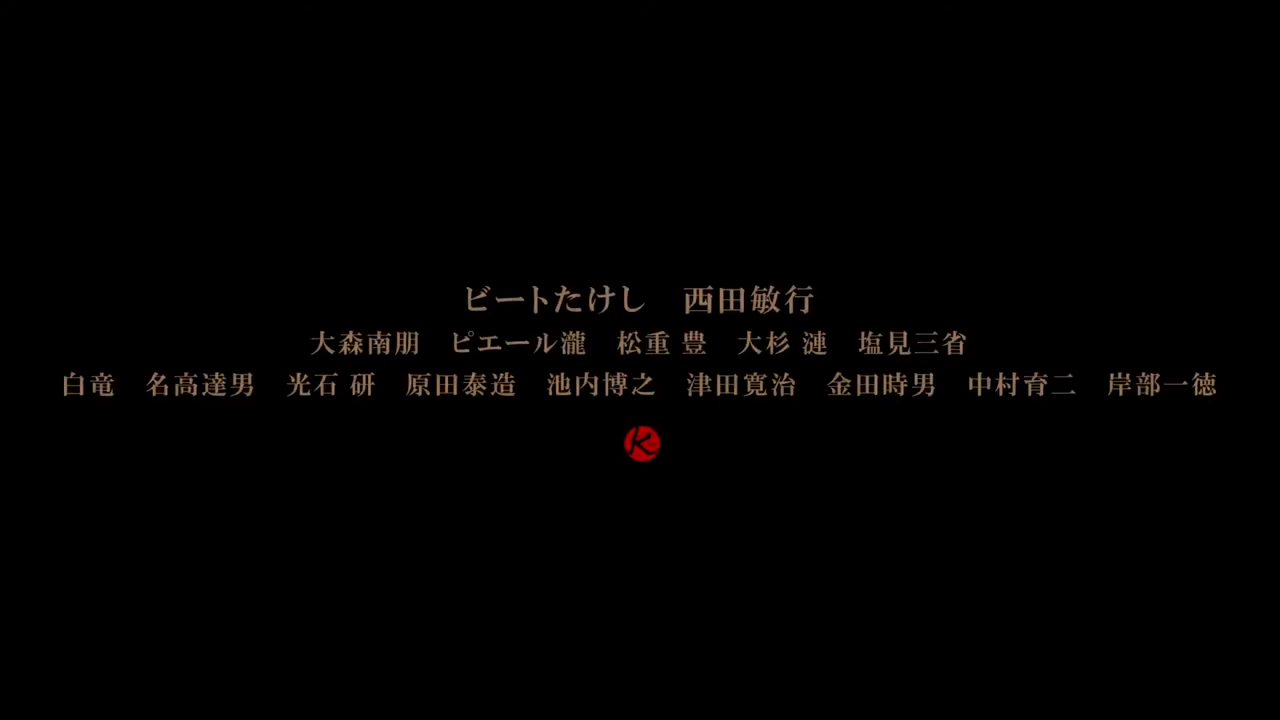 ビートたけし　西田敏行
大森南朋　ピエール瀧　松重 豊　大杉 漣　塩見三省
白竜　名高達男　光石 研　原田泰造　池内博之　津田寛治　金田時男　中村育二　岸部一徳
K